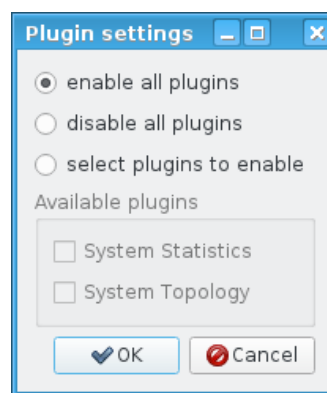 Plugin settings
enable all plugins
disable all plugins
select plugins to enable
Available plugins
System Statistics
System Topology
OK Cancel